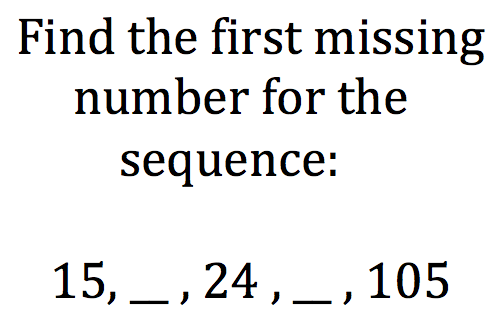 Find the first missing
number for the
sequence:
15, __ , 24 , __ , 105